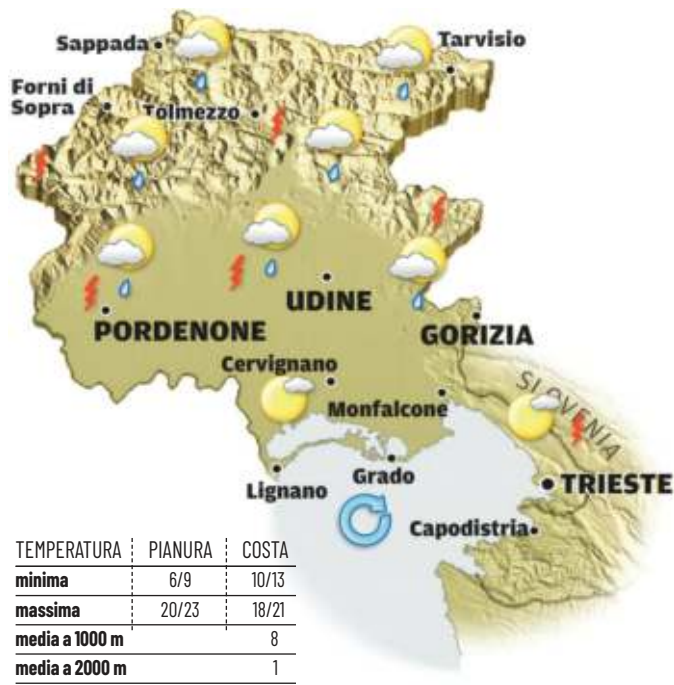 Sappada
Tarvisio
Forni di
Sopra
Tolmezzo
UDINE
PORDENONE
GORIZIA
Cervignano
Monfalcone
SLOVENIA
Lignano
Grado
TRIESTE
Capodistria
TEMPERATURA PIANURA COSTA
minima 6/9 10/13
massima 20/23 18/21
media a 1000 m 8
media a 2000 m 1